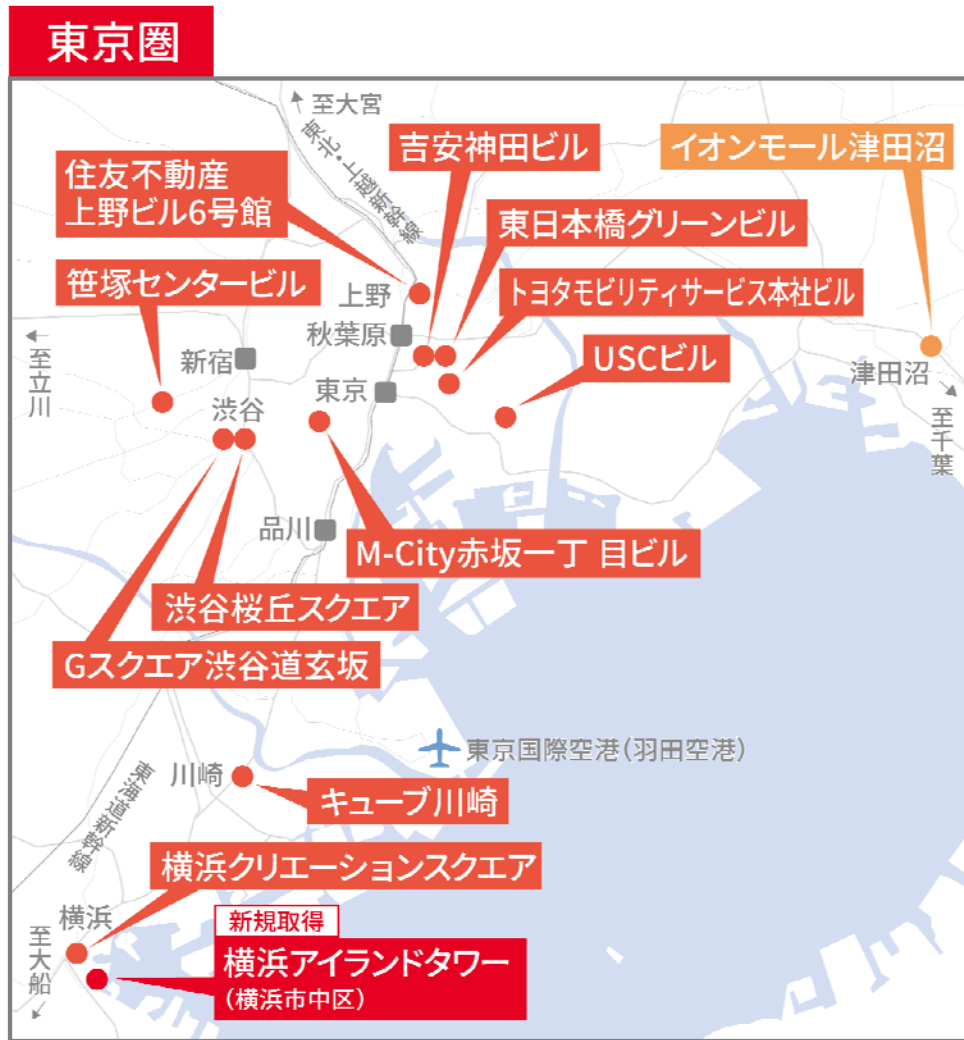 東京圏
至大宮
東北・上越新幹線
吉安神田ビル
イオンモール津田沼
住友不動産
上野ビル6号館
東日本橋グリーンビル
笹塚センタービル
上野
トヨタモビリティサービス本社ビル
秋葉原
新宿
USCビル
至立川
東京
津田沼
渋谷
至千葉
品川
M-City赤坂一丁 目ビル
渋谷桜丘スクエア
Gスクエア渋谷道玄坂
東京国際空港(羽田空港)
川崎
東海道新幹線
キューブ川崎
横浜クリエーションスクエア
横浜
新規取得
横浜アイランドタワー
(横浜市中区)
至大船